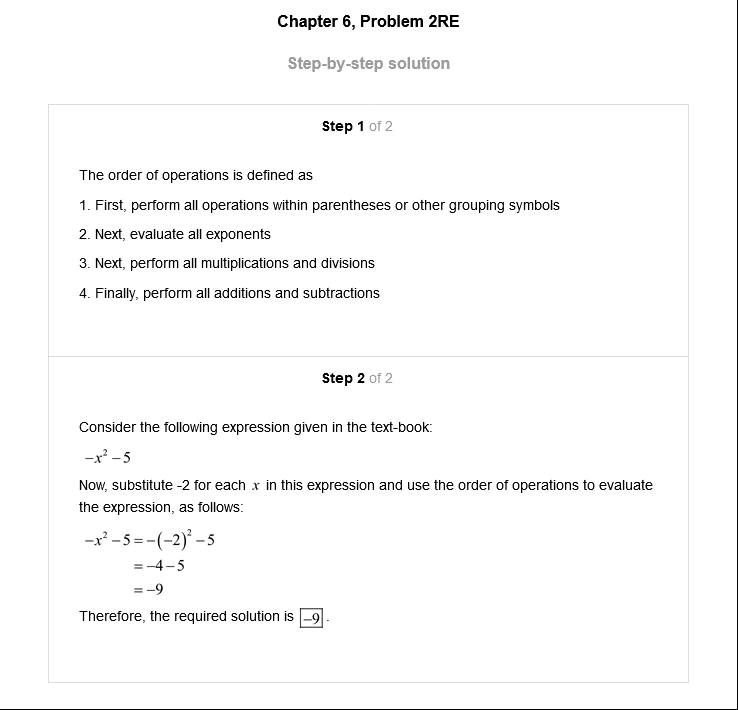 Chapter 6, Problem 2RE
Step-by-step solution
Step 1 of 2
The order of operations is defined as
1. First, perform all operations within parentheses or other grouping symbols
2. Next, evaluate all exponents
3. Next, perform all multiplications and divisions
4. Finally, perform all additions and subtractions
Step 2 of 2
Consider the following expression given in the text-book:
−x² − 5
Now, substitute -2 for each x in this expression and use the order of operations to evaluate
the expression, as follows:
−x² − 5 = −(−2)² − 5
= −4 − 5
= −9
Therefore, the required solution is −9.